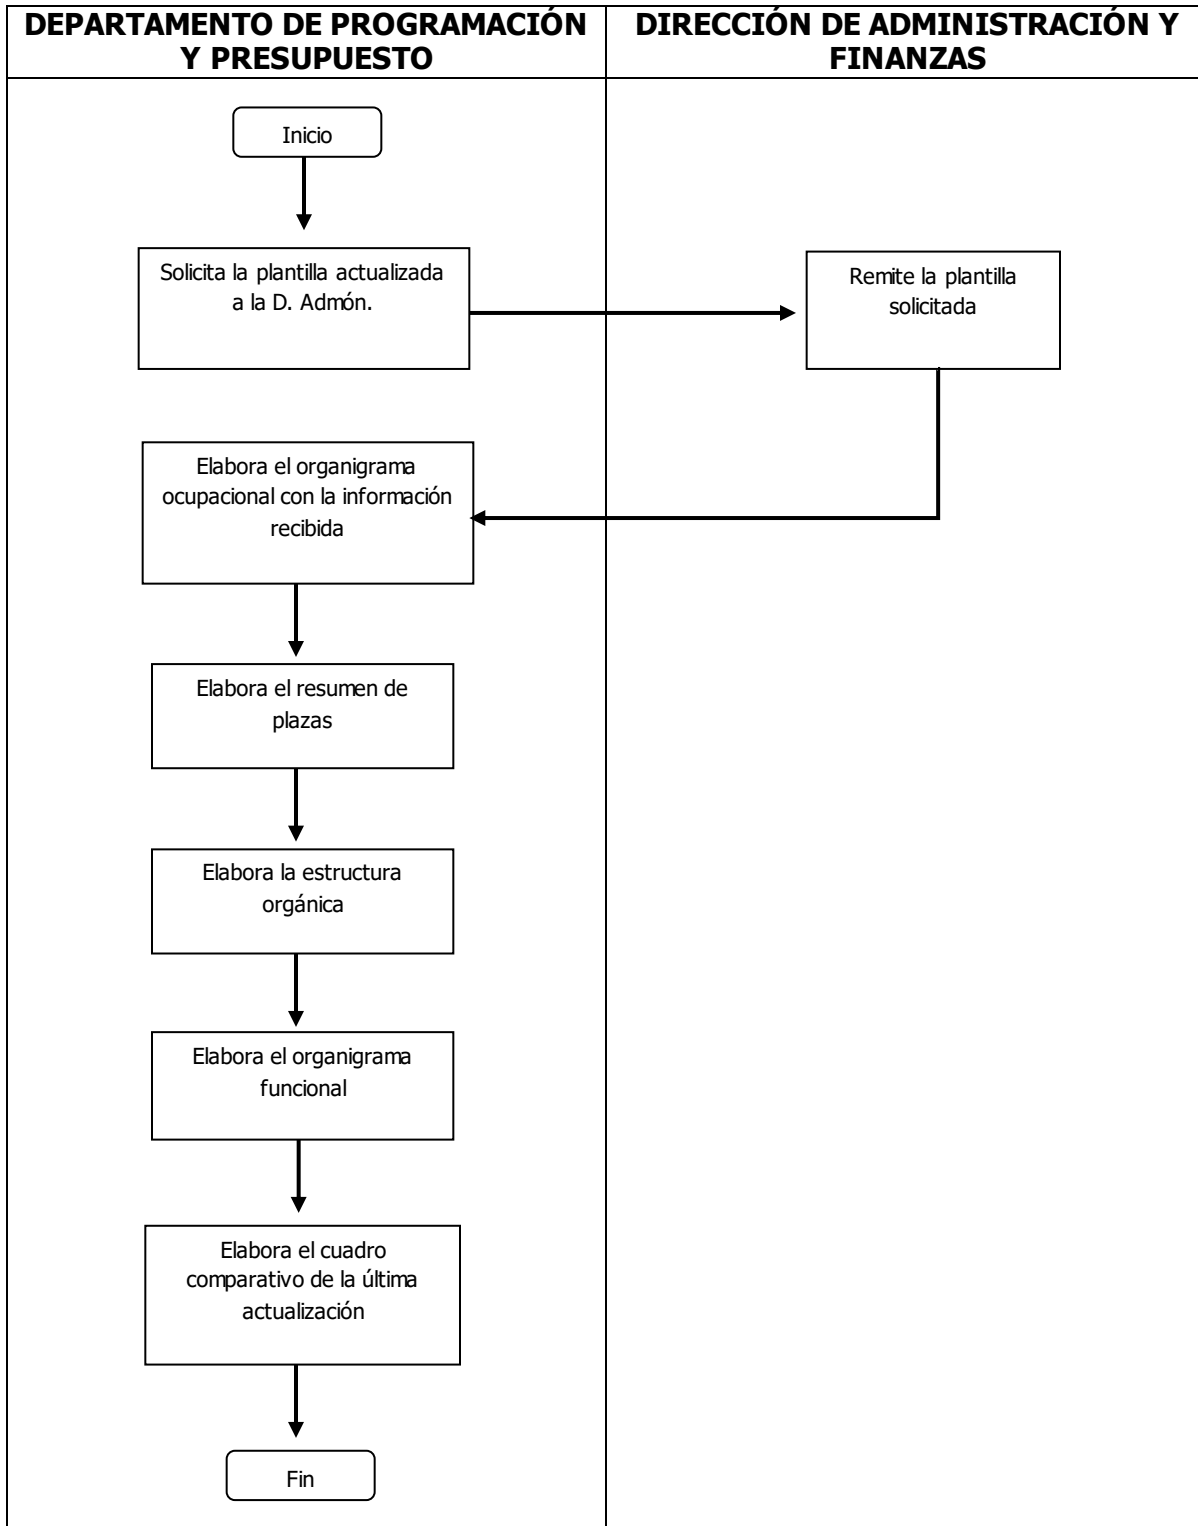 DEPARTAMENTO DE PROGRAMACIÓN
Y PRESUPUESTO
DIRECCIÓN DE ADMINISTRACIÓN Y
FINANZAS
Inicio
Solicita la plantilla actualizada
a la D. Admón.
Remite la plantilla
solicitada
Elabora el organigrama
ocupacional con la información
recibida
Elabora el resumen de
plazas
Elabora la estructura
orgánica
Elabora el organigrama
funcional
Elabora el cuadro
comparativo de la última
actualización
Fin